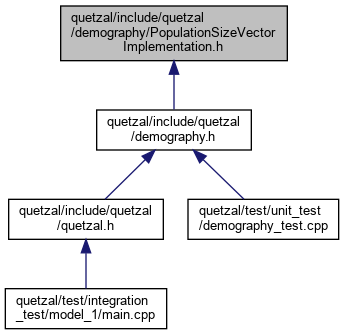 quetzal/include/quetzal
/demography/PopulationSizeVector
Implementation.h
quetzal/include/quetzal
/demography.h
quetzal/include/quetzal
/quetzal.h
quetzal/test/unit_test
/demography_test.cpp
quetzal/test/integration
_test/model_1/main.cpp